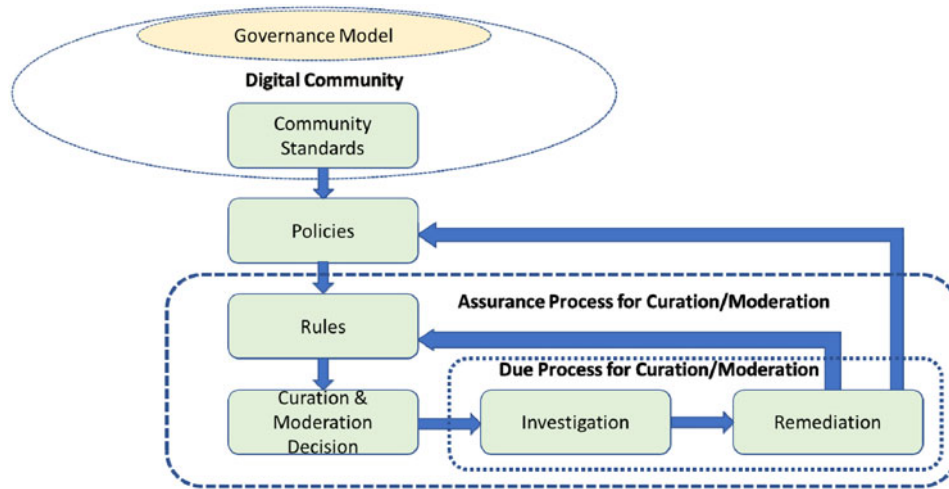 Governance Model
Digital Community
Community
Standards
Policies
Assurance Process for Curation/Moderation
Rules
Due Process for Curation/Moderation
Curation &
Moderation
Decision
Investigation
Remediation